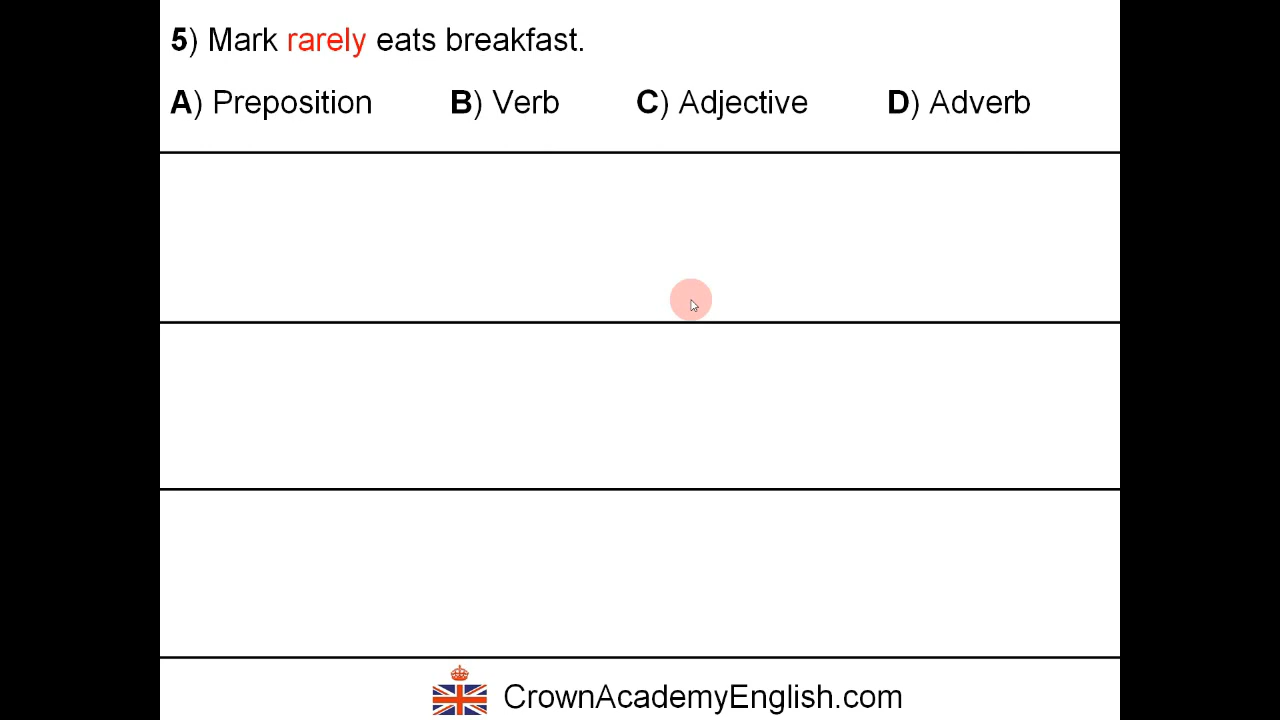 5) Mark rarely eats breakfast.
A) Preposition B) Verb C) Adjective D) Adverb
CrownAcademyEnglish.com